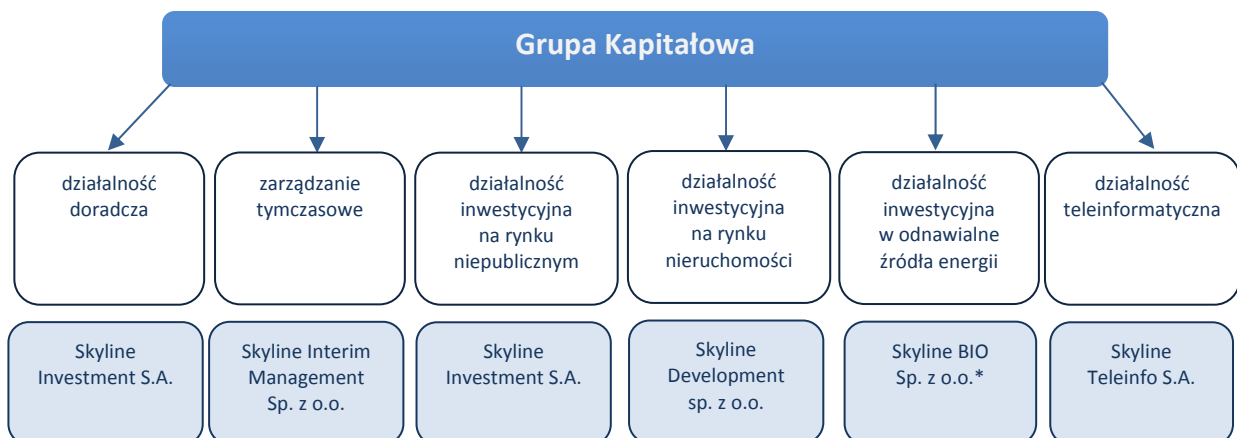 Grupa Kapitałowa
działalność
doradcza
zarządzanie
tymczasowe
działalność
inwestycyjna
na rynku
niepublicznym
działalność
inwestycyjna
na rynku
nieruchomości
działalność
inwestycyjna
w odnawialne
źródła energii
działalność
teleinformatyczna
Skyline
Investment S.A.
Skyline Interim
Management
Sp. z o.o.
Skyline
Investment S.A.
Skyline
Development
sp. z o.o.
Skyline BIO
Sp. z o.o.*
Skyline
Teleinfo S.A.